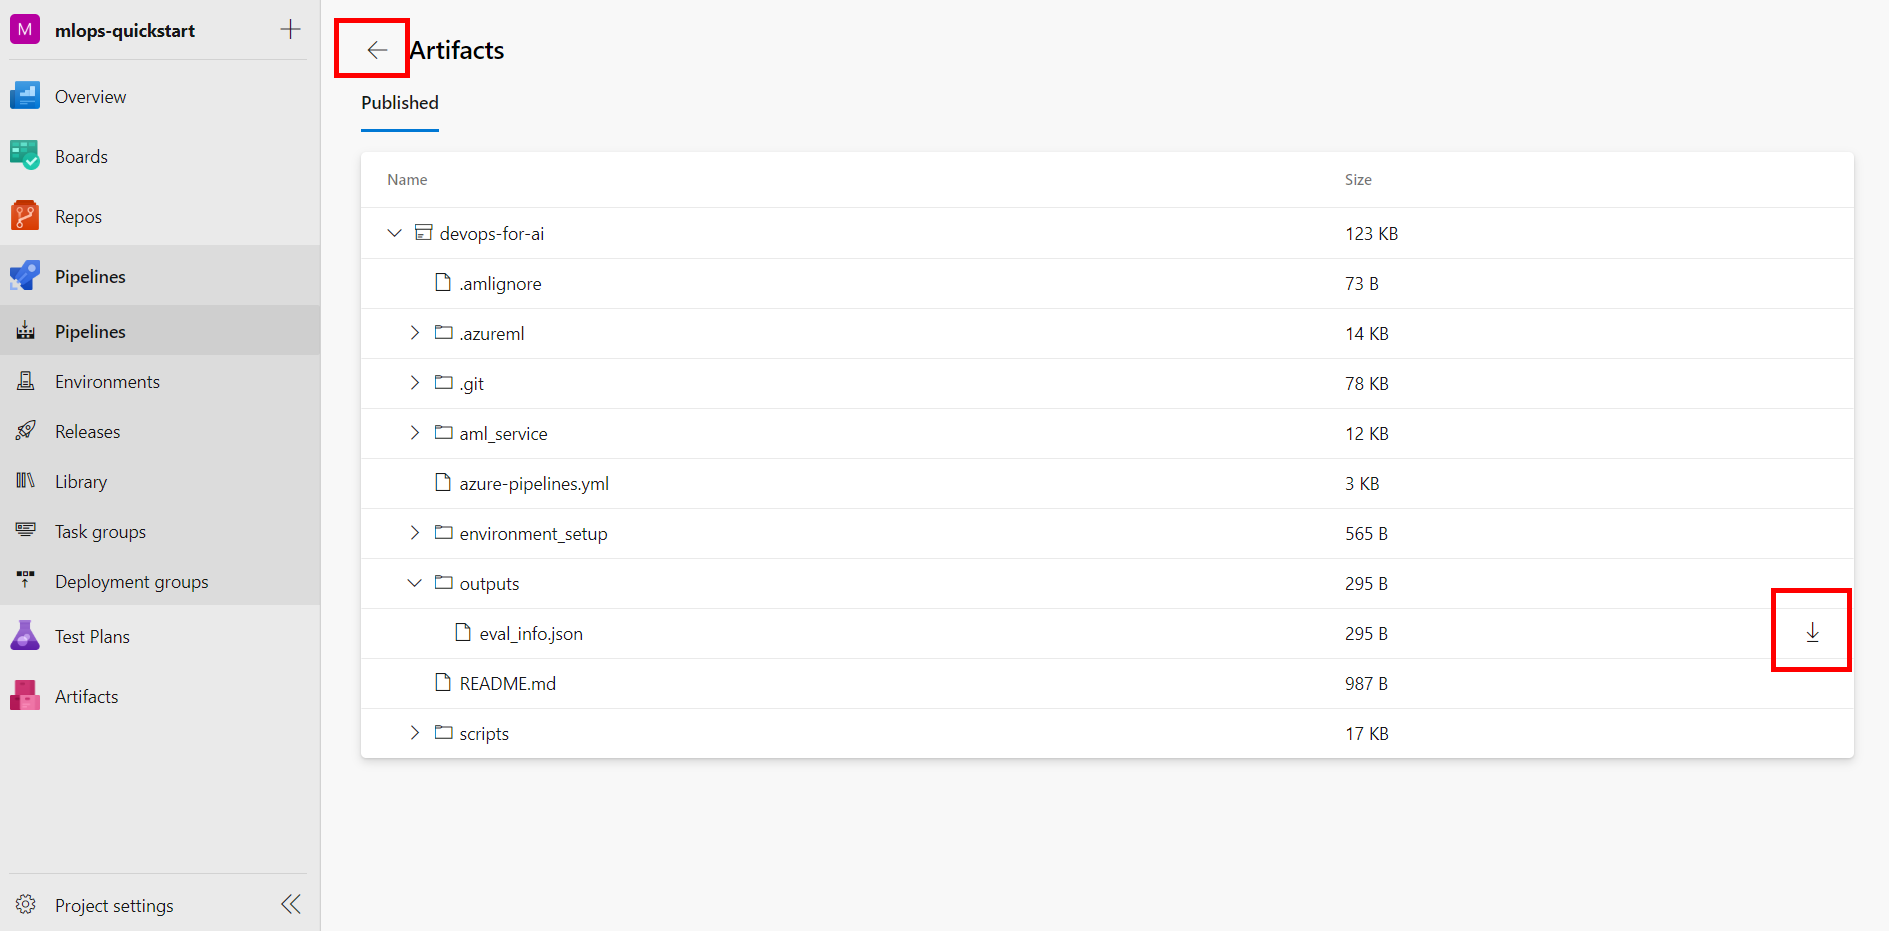 M mlops-quickstart
Overview
Boards
Repos
Pipelines
Pipelines
Environments
Releases
Library
Task groups
Deployment groups
Test Plans
Artifacts
Project settings
Artifacts
Published
Name Size
devops-for-ai 123 KB
.amlignore 73 B
.azureml 14 KB
.git 78 KB
aml_service 12 KB
azure-pipelines.yml 3 KB
environment_setup 565 B
outputs 295 B
eval_info.json 295 B
README.md 987 B
scripts 17 KB